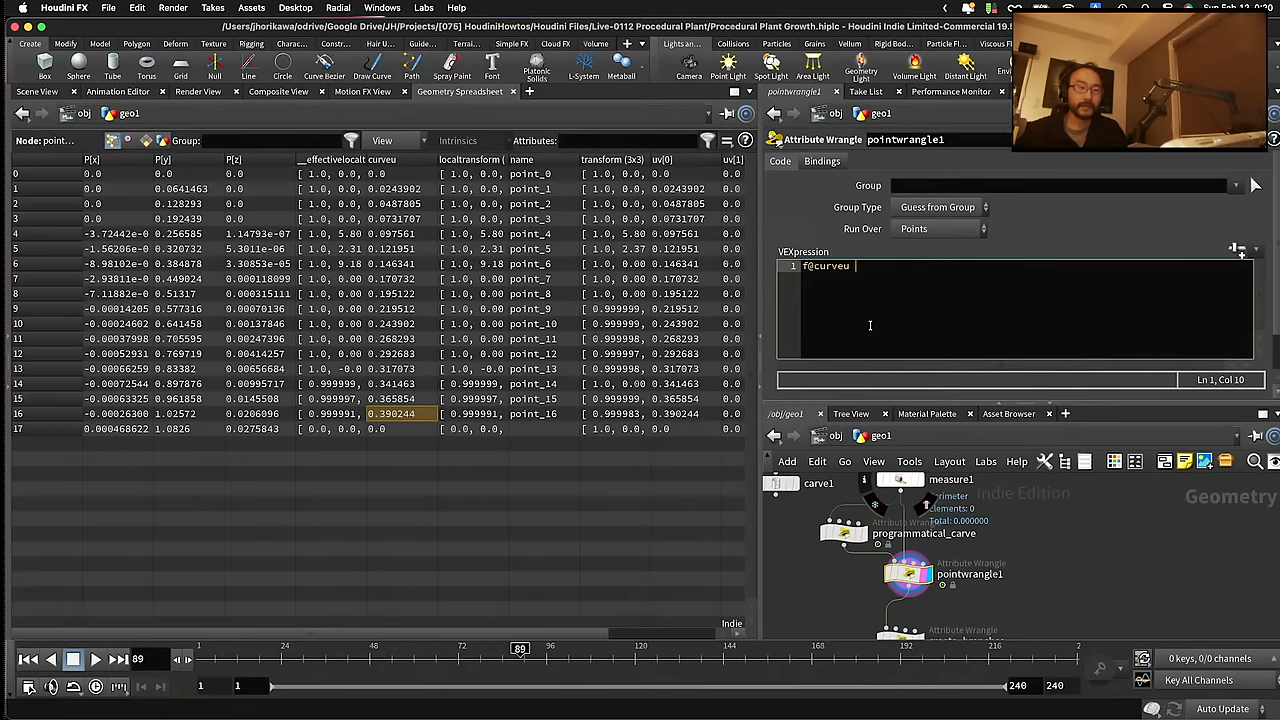 Houdini FX File Edit Render Takes Assets Desktop Radial Windows Labs Help Sun Feb 12 0:20
/Users/jhorikawa/odrive/Google Drive/JH/Projects/[075] HoudiniHowtos/Houdini Files/Live-0112 Procedural Plant Growth/Procedural Plant Growth.hiplc - Houdini Indie Limited-Commercial 19.
Create Modify Model Polygon Deform Texture Rigging Charac... Constr... Hair U... Guide... Terrai... Simple FX Cloud FX Volume
Lights an... Collisions Particles Grains Vellum Rigid Bod... Particle Fl... Viscous F
Box Sphere Tube Torus Grid Null Line Circle Curve Bezier Draw Curve Path Spray Paint Font Platonic Solids L-System Metaball
Camera Point Light Spot Light Area Light Geometry Light Volume Light Distant Light
Scene View Animation Editor Render View Composite View Motion FX View Geometry Spreadsheet
pointwrangle1 Take List Performance Monitor
obj geo1
obj geo1
Node: point... Group: View Intrinsics Attributes:
Attribute Wrangle pointwrangle1
Code Bindings
Group
Group Type Guess from Group
Run Over Points
VEXpression
1 f@curveu
Ln 1, Col 10
P[x] P[y] P[z] __effectivelocalt curveu localtransform ( name transform (3x3) uv[0] uv[1]
0 0.0 0.0 0.0 [ 1.0, 0.0, 0.0 [ 1.0, 0.0, point_0 [ 1.0, 0.0, 0.0 0.0
1 0.0 0.0641463 0.0 [ 1.0, 0.0, 0.0243902 [ 1.0, 0.0, point_1 [ 1.0, 0.0, 0.0243902 0.0
2 0.0 0.128293 0.0 [ 1.0, 0.0, 0.0487805 [ 1.0, 0.0, point_2 [ 1.0, 0.0, 0.0487805 0.0
3 0.0 0.192439 0.0 [ 1.0, 0.0, 0.0731707 [ 1.0, 0.0, point_3 [ 1.0, 0.0, 0.0731707 0.0
4 -3.72442e-0 0.256585 1.14793e-07 [ 1.0, 5.80 0.097561 [ 1.0, 5.80 point_4 [ 1.0, 5.80 0.097561 0.0
5 -1.56206e-0 0.320732 5.3011e-06 [ 1.0, 2.31 0.121951 [ 1.0, 2.31 point_5 [ 1.0, 2.37 0.121951 0.0
6 -8.98102e-0 0.384878 3.30853e-05 [ 1.0, 9.18 0.146341 [ 1.0, 9.18 point_6 [ 1.0, 0.00 0.146341 0.0
7 -2.93811e-0 0.449024 0.000118099 [ 1.0, 0.00 0.170732 [ 1.0, 0.00 point_7 [ 1.0, 0.00 0.170732 0.0
8 -7.11882e-0 0.51317 0.000315111 [ 1.0, 0.00 0.195122 [ 1.0, 0.00 point_8 [ 1.0, 0.00 0.195122 0.0
9 -0.00014205 0.577316 0.00070136 [ 1.0, 0.00 0.219512 [ 1.0, 0.00 point_9 [ 0.999999, 0.219512 0.0
10 -0.00024602 0.641458 0.00137846 [ 1.0, 0.00 0.243902 [ 1.0, 0.00 point_10 [ 0.999999, 0.243902 0.0
11 -0.00037998 0.705595 0.00247396 [ 1.0, 0.00 0.268293 [ 1.0, 0.00 point_11 [ 0.999998, 0.268293 0.0
12 -0.00052931 0.769719 0.00414257 [ 1.0, 0.00 0.292683 [ 1.0, 0.00 point_12 [ 0.999997, 0.292683 0.0
13 -0.00066259 0.83382 0.00656684 [ 1.0, -0.0 0.317073 [ 1.0, -0.0 point_13 [ 0.999998, 0.317073 0.0
14 -0.00072544 0.897876 0.00995717 [ 0.999999, 0.341463 [ 0.999999, point_14 [ 1.0, 0.00 0.341463 0.0
15 -0.00063325 0.961858 0.0145508 [ 0.999997, 0.365854 [ 0.999997, point_15 [ 0.999999, 0.365854 0.0
16 -0.00026300 1.02572 0.0206096 [ 0.999991, 0.390244 [ 0.999991, point_16 [ 0.999983, 0.390244 0.0
17 0.000468622 1.0826 0.0275843 [ 0.0, 0.0, 0.0 [ 0.0, 0.0, [ 1.0, 0.0, 0.0 0.0
Indie
/obj/geo1 Tree View Material Palette Asset Browser
obj geo1
Add Edit Go View Tools Layout Labs Help
carve1 measure1
Indie Edition Geometry
Perimeter
Elements: 0
Total: 0.000000
Attribute Wrang
programmatical_carve
Attribute Wrangle
pointwrangle1
Attribute Wrangle
89 1 24 48 89 96 120 144 168 192 216 2
1 1 240 240
0 keys, 0/0 channels
Key All Channels
Auto Update